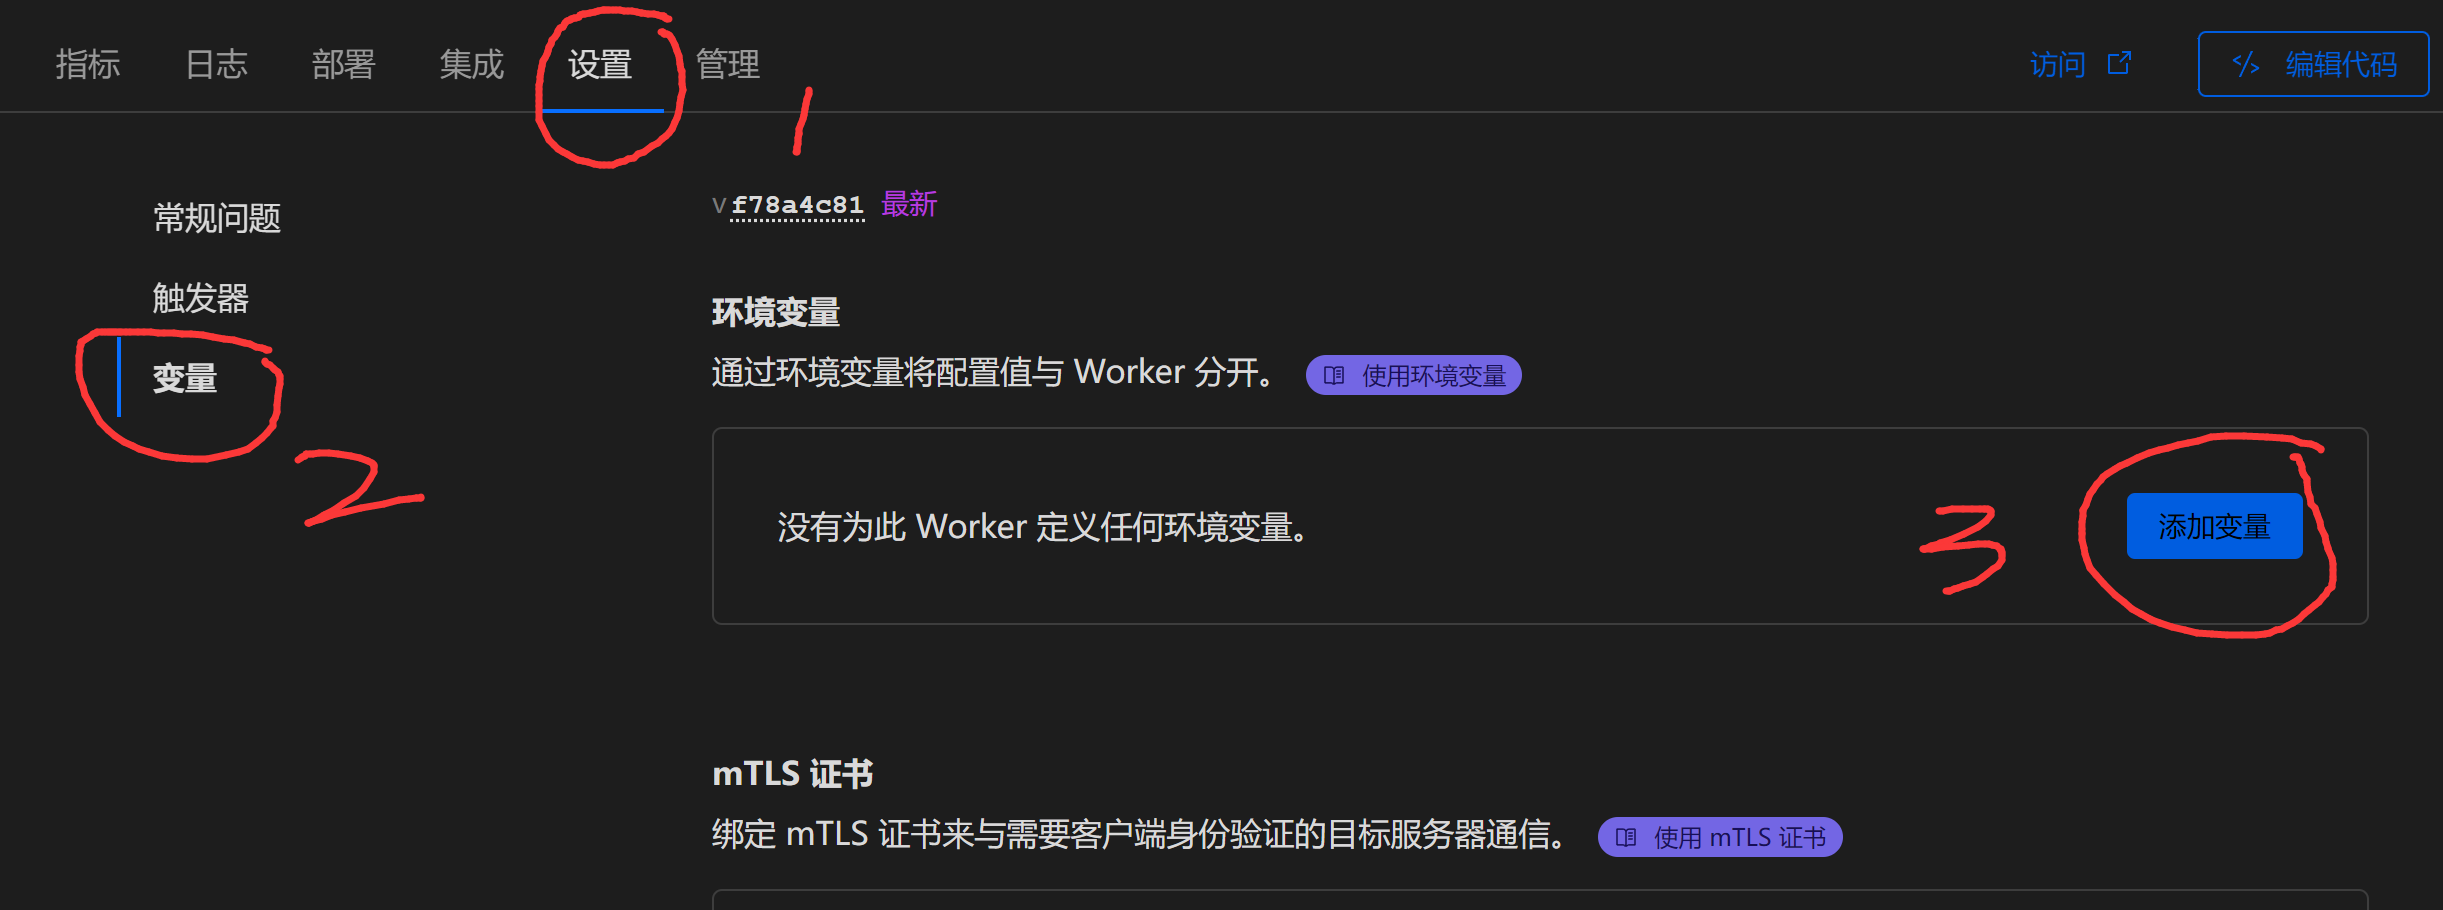 指标 日志 部署 集成 设置 管理 访问 </> 编辑代码
1
常规问题
触发器
变量
2
v f78a4c81 最新
环境变量
通过环境变量将配置值与 Worker 分开。 使用环境变量
没有为此 Worker 定义任何环境变量。
3
添加变量
mTLS 证书
绑定 mTLS 证书来与需要客户端身份验证的目标服务器通信。 使用 mTLS 证书